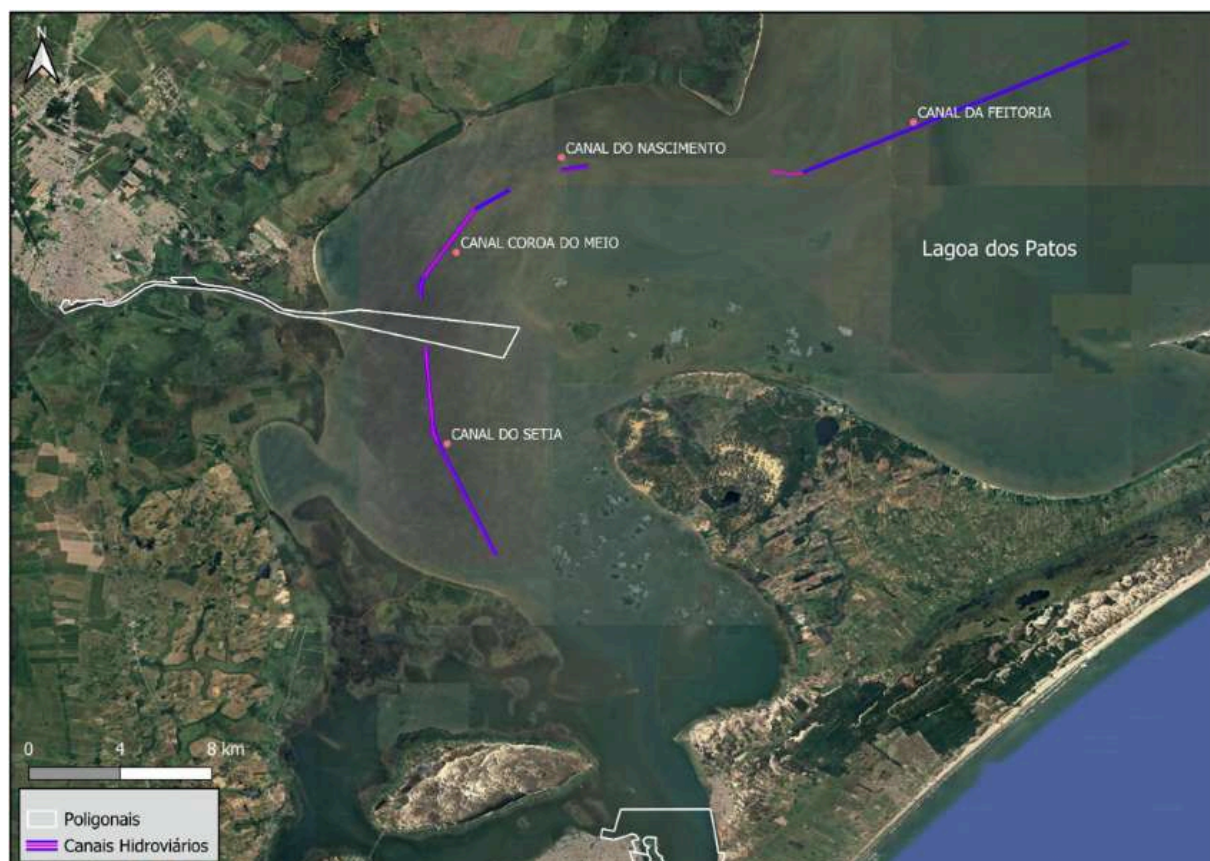 N
CANAL DA FEITORIA
CANAL DO NASCIMENTO
CANAL COROA DO MEIO
Lagoa dos Patos
CANAL DO SETIA
0 4 8 km
Poligonais
Canais Hidroviários